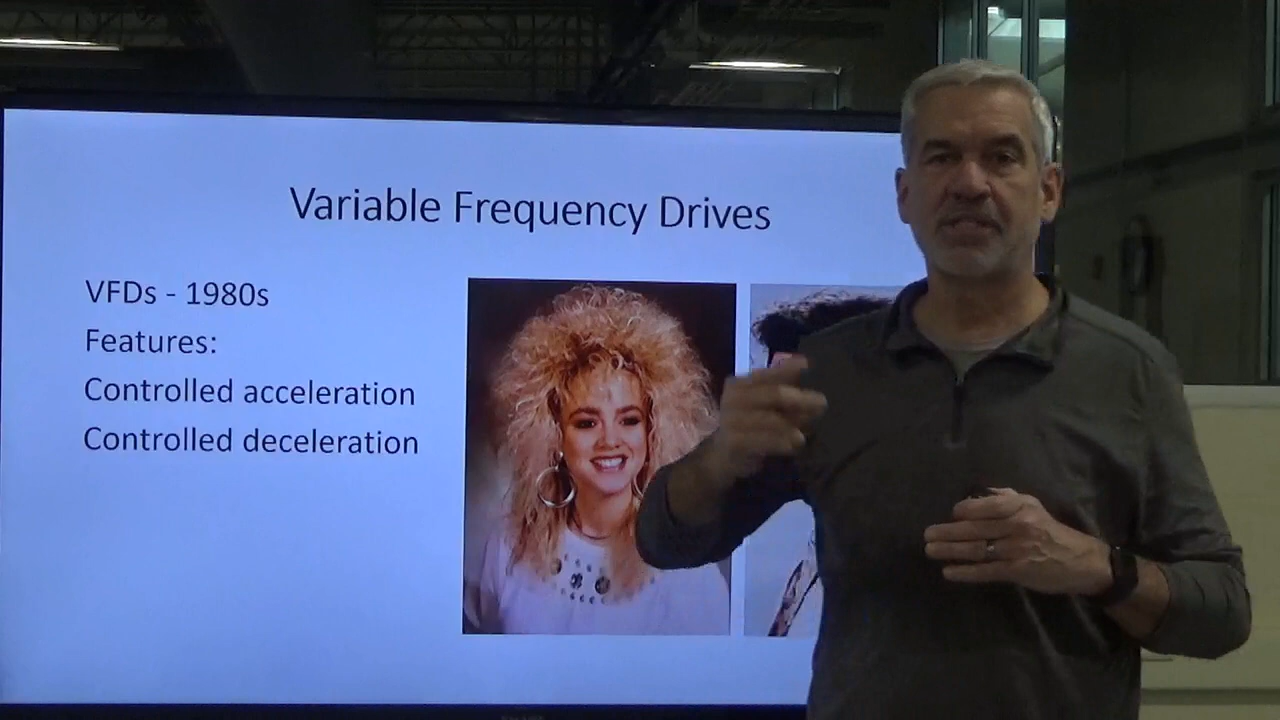 Variable Frequency Drives
VFDs - 1980s
Features:
Controlled acceleration
Controlled deceleration